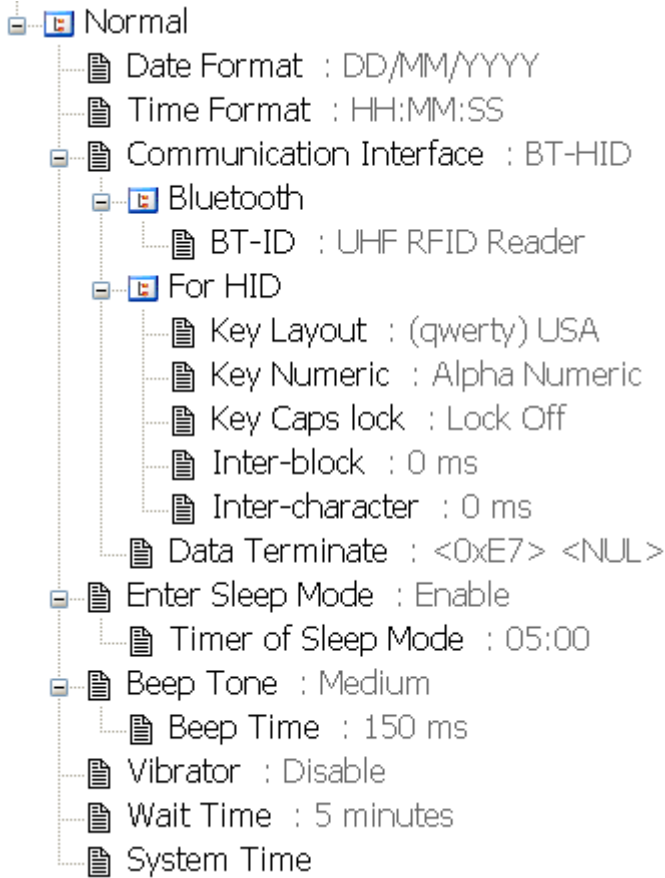 Normal
Date Format : DD/MM/YYYY
Time Format : HH:MM:SS
Communication Interface : BT-HID
Bluetooth
BT-ID : UHF RFID Reader
For HID
Key Layout : (qwerty) USA
Key Numeric : Alpha Numeric
Key Caps lock : Lock Off
Inter-block : 0 ms
Inter-character : 0 ms
Data Terminate : <0xE7> <NUL>
Enter Sleep Mode : Enable
Timer of Sleep Mode : 05:00
Beep Tone : Medium
Beep Time : 150 ms
Vibrator : Disable
Wait Time : 5 minutes
System Time